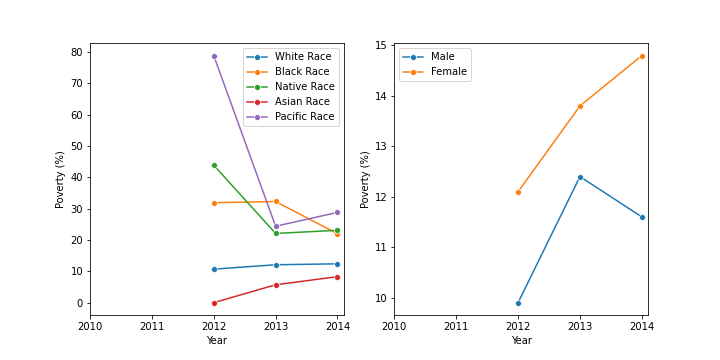 80
70
60
50
40
30
20
10
0
Poverty (%)
2010 2011 2012 2013 2014
Year
White Race
Black Race
Native Race
Asian Race
Pacific Race
15
14
13
12
11
10
Poverty (%)
2010 2011 2012 2013 2014
Year
Male
Female